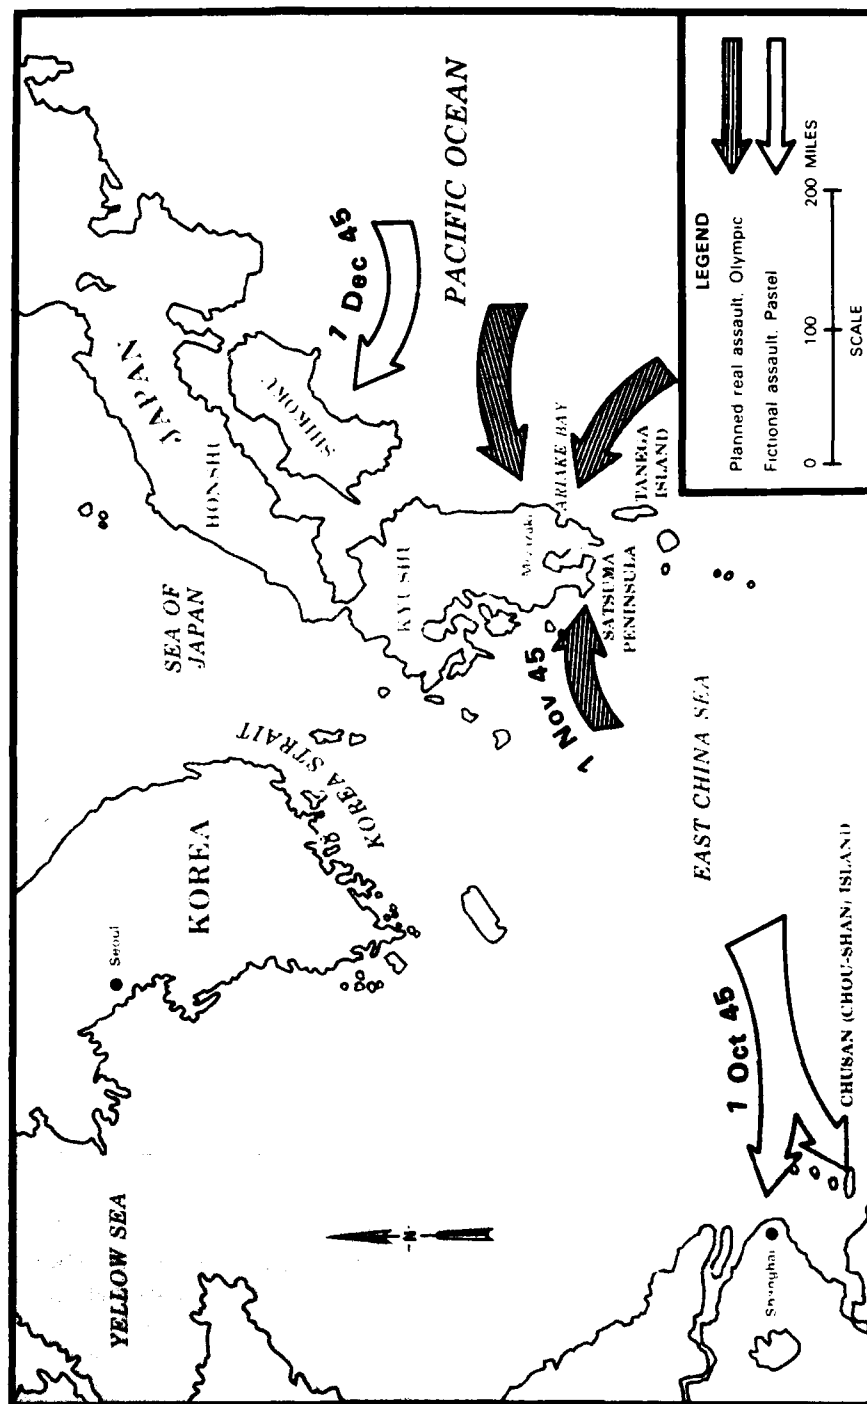 YELLOW SEA
Seoul
KOREA
KOREA STRAIT
SEA OF
JAPAN
JAPAN
HONSHU
SHIKOKU
KYUSHU
1 Dec 45
PACIFIC OCEAN
-N-
1 Nov 45
SATSUMA
PENINSULA
ARIAKE BAY
TANEGA
ISLAND
EAST CHINA SEA
1 Oct 45
Shanghai
CHUSAN (CHOU-SHAN) ISLAND
LEGEND
Planned real assault, Olympic
Fictional assault, Pastel
0 100 200 MILES
SCALE